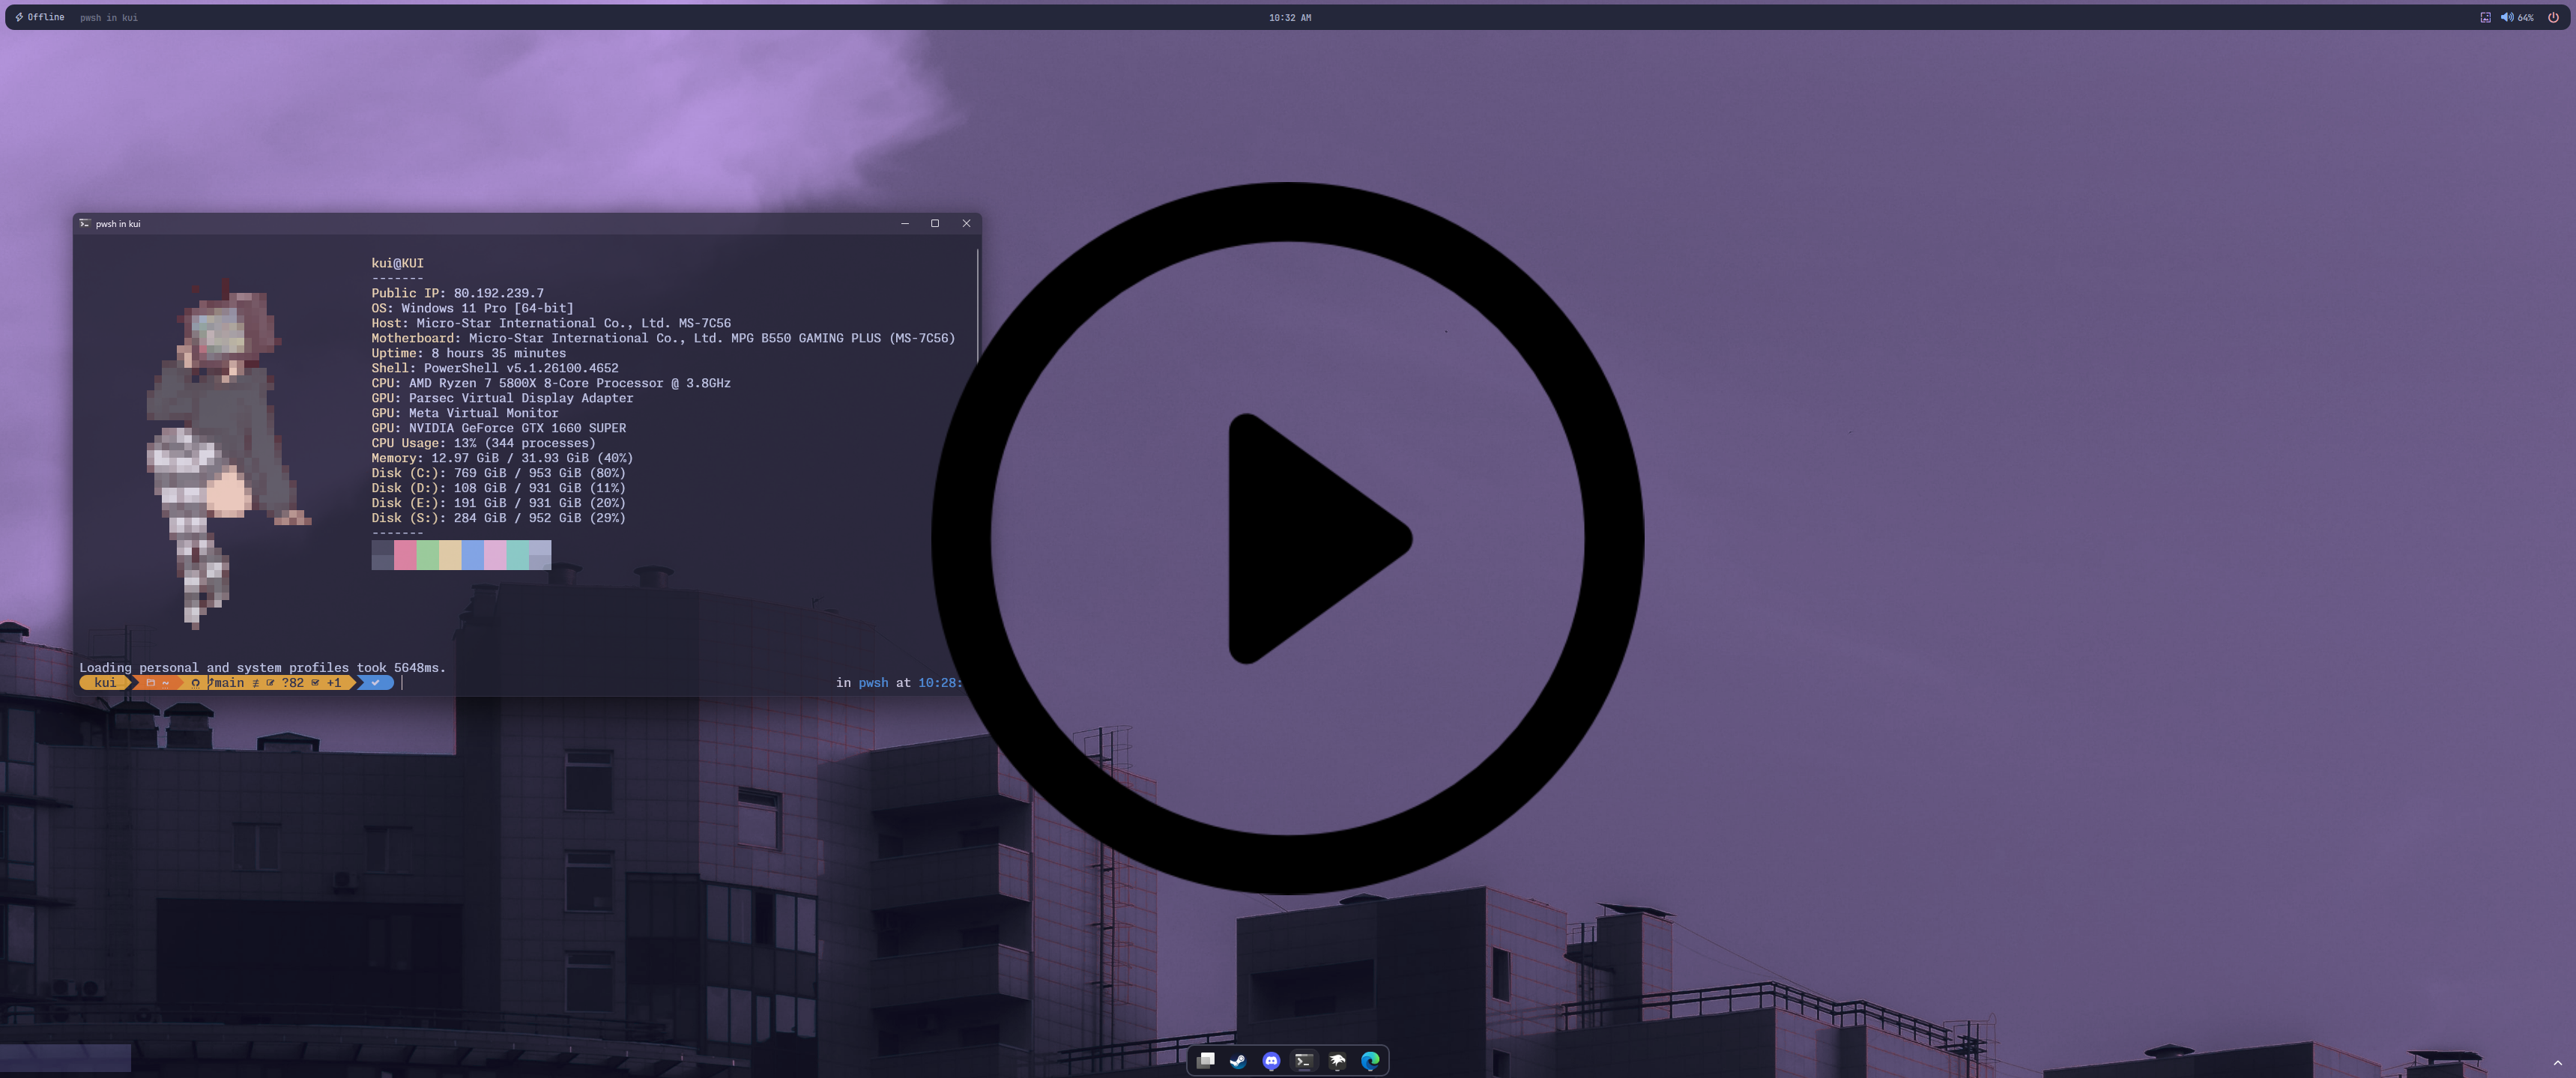 Offline pwsh in kui 10:32 AM 64%
pwsh in kui
kui@KUI
-------
Public IP: 80.192.239.7
OS: Windows 11 Pro [64-bit]
Host: Micro-Star International Co., Ltd. MS-7C56
Motherboard: Micro-Star International Co., Ltd. MPG B550 GAMING PLUS (MS-7C56)
Uptime: 8 hours 35 minutes
Shell: PowerShell v5.1.26100.4652
CPU: AMD Ryzen 7 5800X 8-Core Processor @ 3.8GHz
GPU: Parsec Virtual Display Adapter
GPU: Meta Virtual Monitor
GPU: NVIDIA GeForce GTX 1660 SUPER
CPU Usage: 13% (344 processes)
Memory: 12.97 GiB / 31.93 GiB (40%)
Disk (C:): 769 GiB / 953 GiB (80%)
Disk (D:): 108 GiB / 931 GiB (11%)
Disk (E:): 191 GiB / 931 GiB (20%)
Disk (S:): 284 GiB / 952 GiB (29%)
-------
Loading personal and system profiles took 5648ms.
kui ~ main ≢ ?82 +1 in pwsh at 10:28: